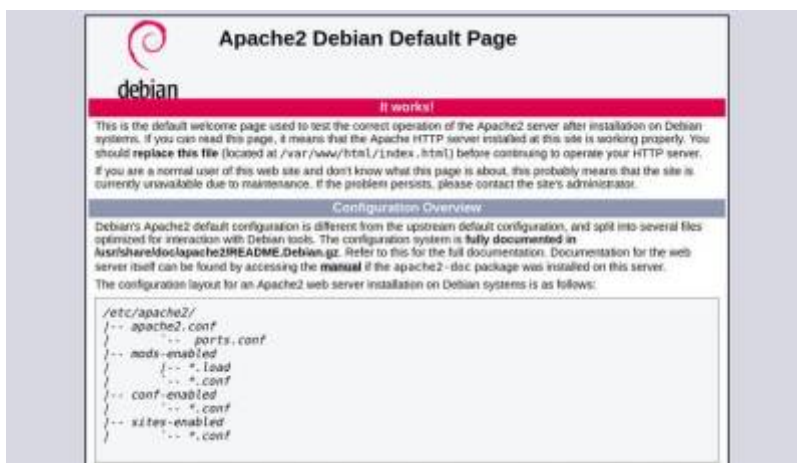 Apache2 Debian Default Page
debian
It works!
This is the default welcome page used to test the correct operation of the Apache2 server after installation on Debian
systems. If you can read this page, it means that the Apache HTTP server installed at this site is working properly. You
should replace this file (located at /var/www/html/index.html) before continuing to operate your HTTP server.
If you are a normal user of this web site and don't know what this page is about, this probably means that the site is
currently unavailable due to maintenance. If the problem persists, please contact the site's administrator.
Configuration Overview
Debian's Apache2 default configuration is different from the upstream default configuration, and split into several files
optimized for interaction with Debian tools. The configuration system is fully documented in
/usr/share/doc/apache2/README.Debian.gz. Refer to this for the full documentation. Documentation for the web
server itself can be found by accessing the manual if the apache2-doc package was installed on this server.
The configuration layout for an Apache2 web server installation on Debian systems is as follows:
/etc/apache2/
|-- apache2.conf
|       `--  ports.conf
|-- mods-enabled
|       |-- *.load
|       `-- *.conf
|-- conf-enabled
|       `-- *.conf
|-- sites-enabled
|       `-- *.conf